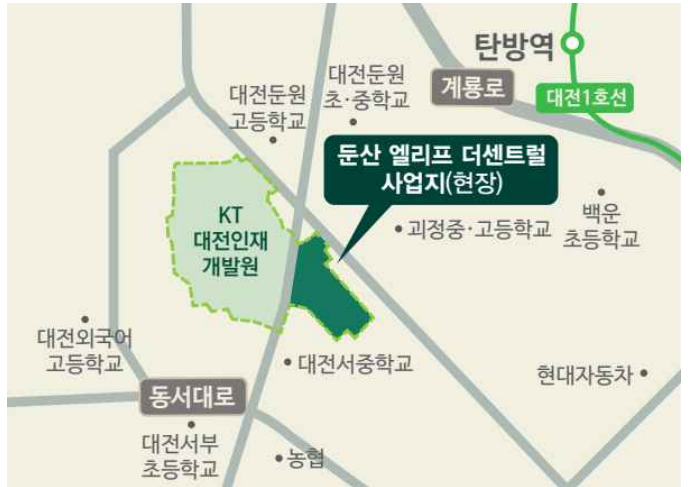 탄방역
대전둔원
초·중학교
계룡로
대전1호선
대전둔원
고등학교
둔산 엘리프 더센트럴
사업지(현장)
KT
대전인재
개발원
괴정중·고등학교
백운
초등학교
대전외국어
고등학교
대전서중학교
현대자동차
동서대로
대전서부
초등학교
농협